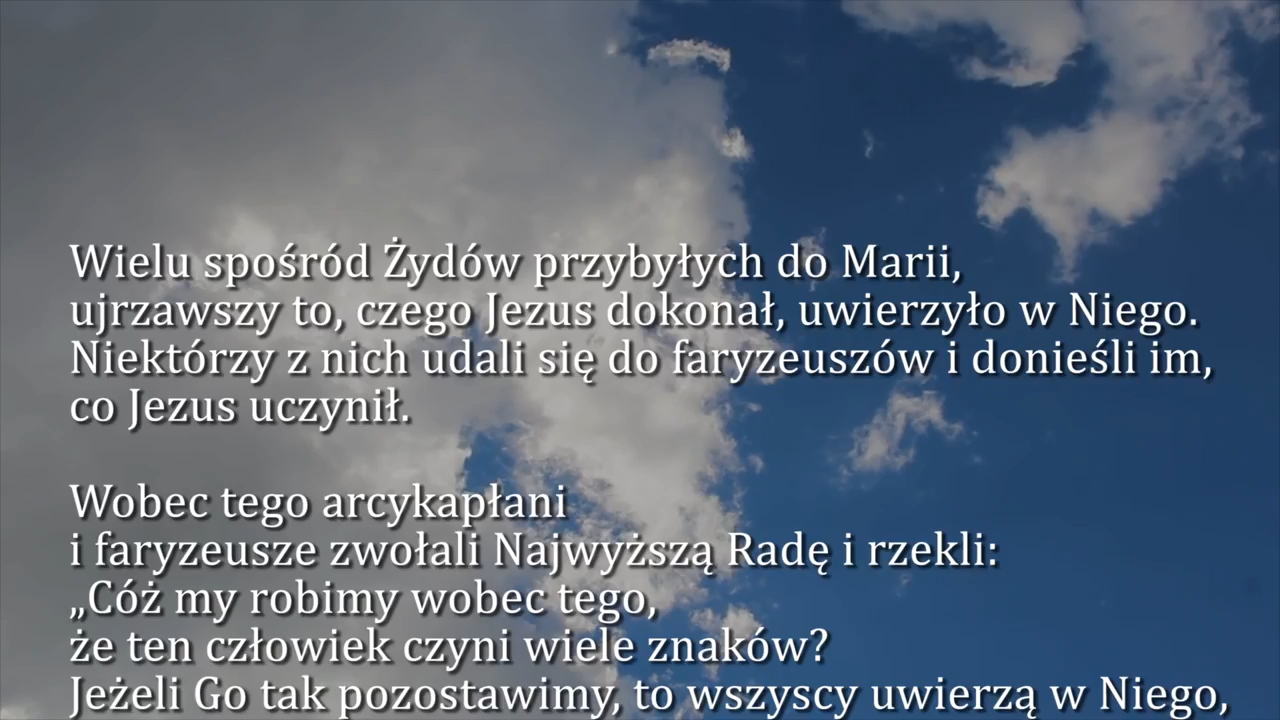 Wielu spośród Żydów przybyłych do Marii,
ujrzawszy to, czego Jezus dokonał, uwierzyło w Niego.
Niektórzy z nich udali się do faryzeuszów i donieśli im,
co Jezus uczynił.
Wobec tego arcykapłani
i faryzeusze zwołali Najwyższą Radę i rzekli:
„Cóż my robimy wobec tego,
że ten człowiek czyni wiele znaków?
Jeżeli Go tak pozostawimy, to wszyscy uwierzą w Niego,